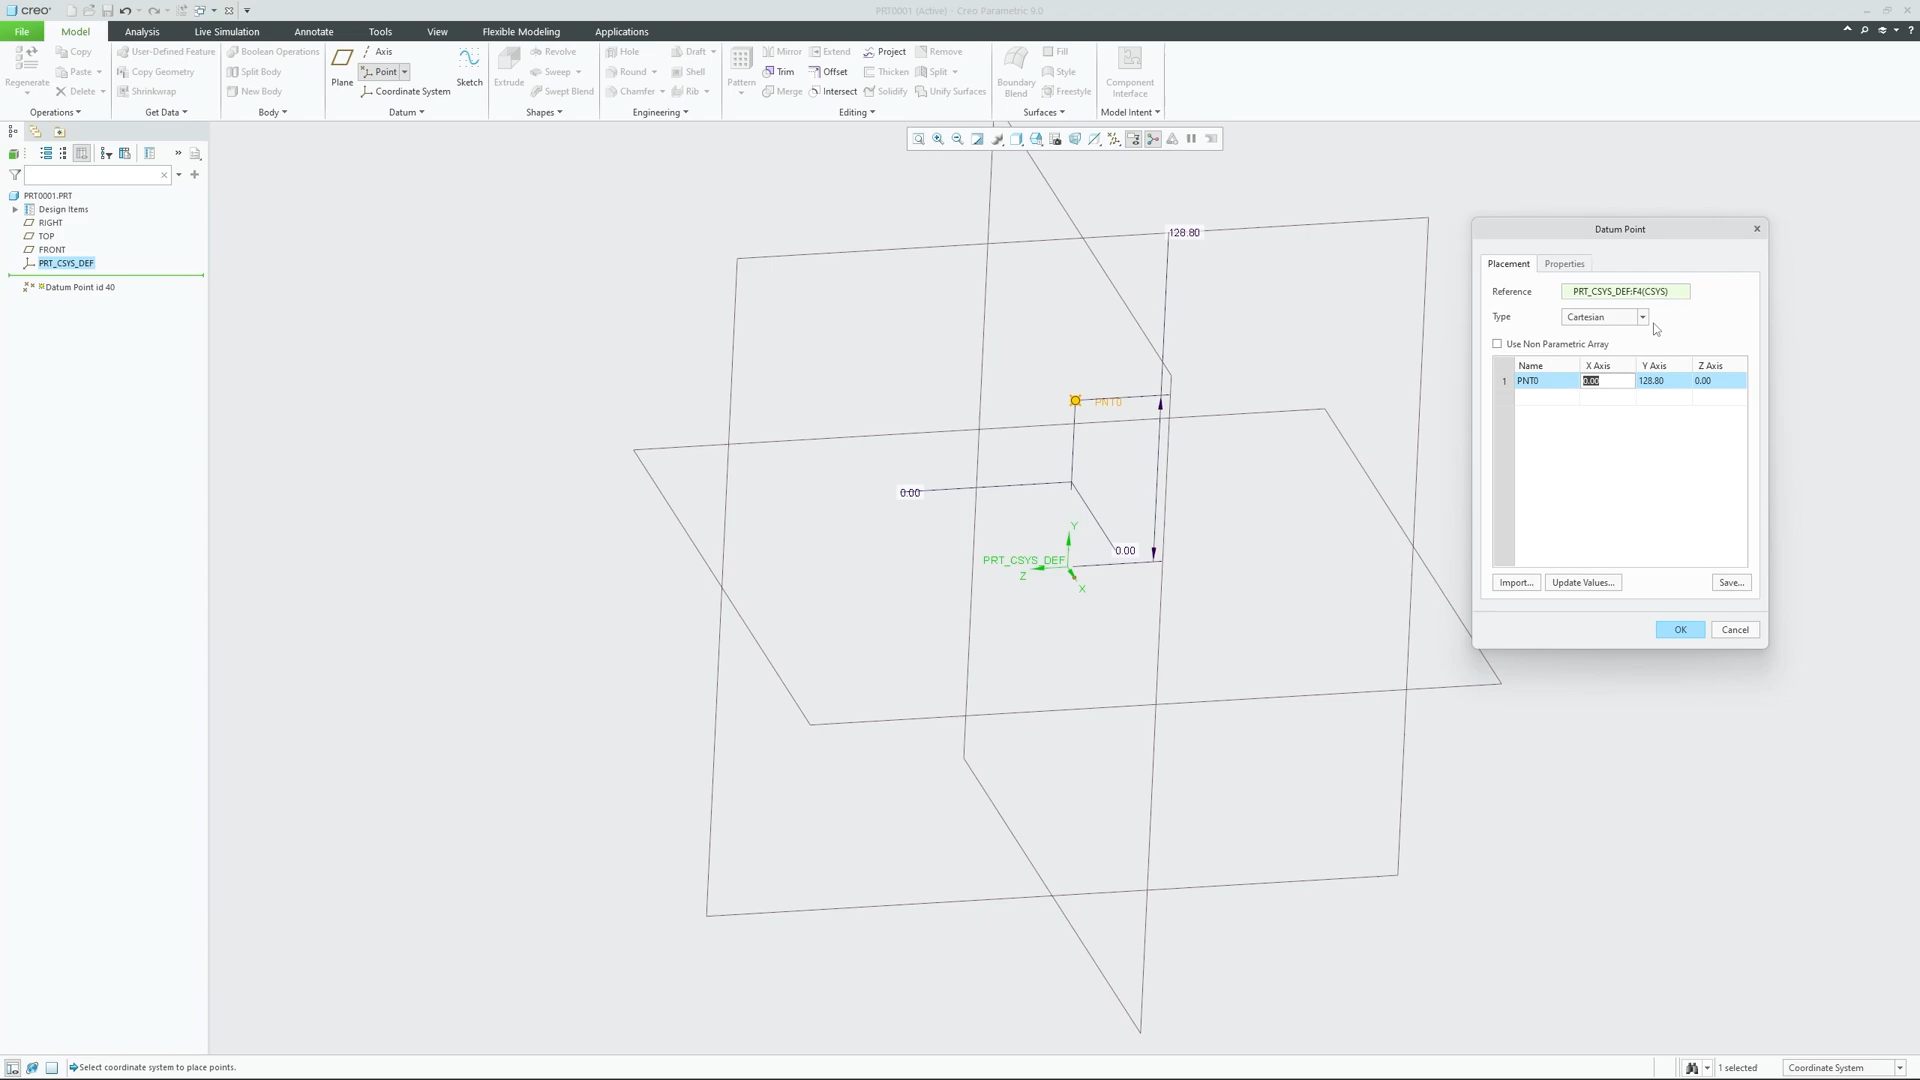 creo·
PRT0001 (Active) - Creo Parametric 9.0
File Model Analysis Live Simulation Annotate Tools View Flexible Modeling Applications
Regenerate
Copy
Paste
Delete
Operations
User-Defined Feature
Copy Geometry
Shrinkwrap
Get Data
Boolean Operations
Split Body
New Body
Body
Plane
Axis
Point
Coordinate System
Sketch
Datum
Extrude
Revolve
Sweep
Swept Blend
Shapes
Hole
Round
Chamfer
Draft
Shell
Rib
Engineering
Pattern
Mirror
Trim
Merge
Extend
Offset
Intersect
Project
Thicken
Solidify
Remove
Split
Unify Surfaces
Editing
Boundary
Blend
Fill
Style
Freestyle
Surfaces
Component
Interface
Model Intent
PRT0001.PRT
Design Items
RIGHT
TOP
FRONT
PRT_CSYS_DEF
Datum Point id 40
128.80
PNT0
0.00
0.00
Y
PRT_CSYS_DEF
Z
X
Datum Point
Placement Properties
Reference PRT_CSYS_DEF:F4(CSYS)
Type Cartesian
Use Non Parametric Array
Name X Axis Y Axis Z Axis
1 PNT0 0.00 128.80 0.00
Import... Update Values... Save...
OK Cancel
Select coordinate system to place points.
1 selected
Coordinate System